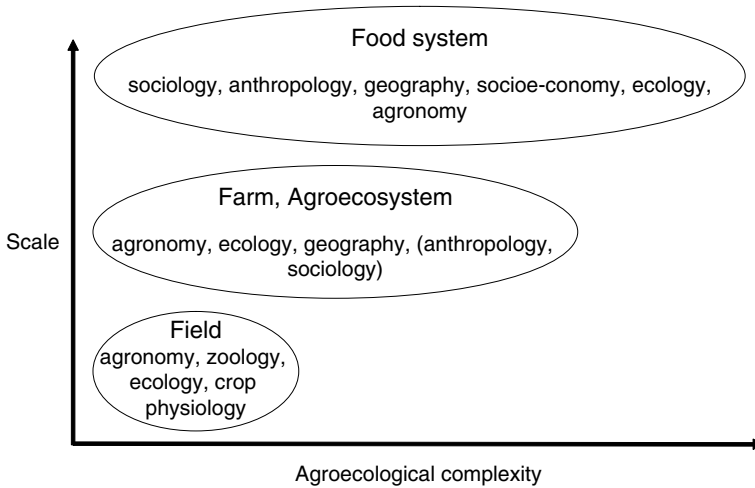 Food system
sociology, anthropology, geography, socioe-conomy, ecology,
agronomy
Farm, Agroecosystem
agronomy, ecology, geography, (anthropology,
sociology)
Scale
Field
agronomy, zoology,
ecology, crop
physiology
Agroecological complexity